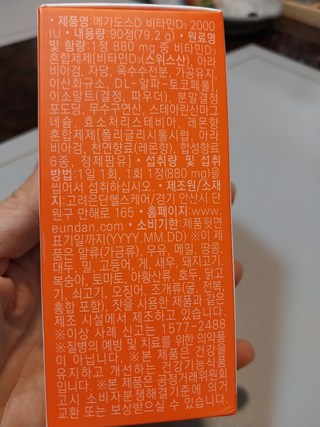 • 제품명:메가도스D 비타민D₃ 2000
IU • 내용량:90정(79.2 g) • 원료명
및 함량:1정 880 mg 중 비타민D₃
혼합제제[비타민D₃(스위스산), 아라
비아검, 자당, 옥수수전분, 가공유지,
이산화규소, DL-알파-토코페롤],
이소말트(결정, 파우더), 분말결정
포도당, 무수구연산, 스테아린산마그
네슘, 효소처리스테비아, 레몬향
혼합제제[폴리글리시톨시럽, 아라
비아검, 천연향료(레몬향), 합성향료
6종, 정제팜유] • 섭취량 및 섭취
방법:1일 1회, 1회 1정(880 mg)을
씹어서 섭취하십시오. • 제조원/소재
지:고려은단헬스케어/경기 안산시 단
원구 만해로 165 • 홈페이지:www.
eundan.com • 소비기한:제품뒷면
표기일까지(YYYY.MM.DD) ※이 제
품은 알류(가금류), 우유, 메밀, 땅콩,
대두, 밀, 고등어, 게, 새우, 돼지고기,
복숭아, 토마토, 아황산류, 호두, 닭고
기, 쇠고기, 오징어, 조개류(굴, 전복,
홍합 포함), 잣을 사용한 제품과 같은
제조 시설에서 제조하고 있습니다.
※이상 사례 신고는 1577-2488
※질병의 예방 및 치료를 위한 의약품
이 아닙니다. ※본 제품은 건강을
유지하고 개선하는 건강기능식품
입니다. ※본 제품은 공정거래위원회
고시 소비자분쟁해결기준에 의거
교환 또는 보상받으실 수 있습니다.